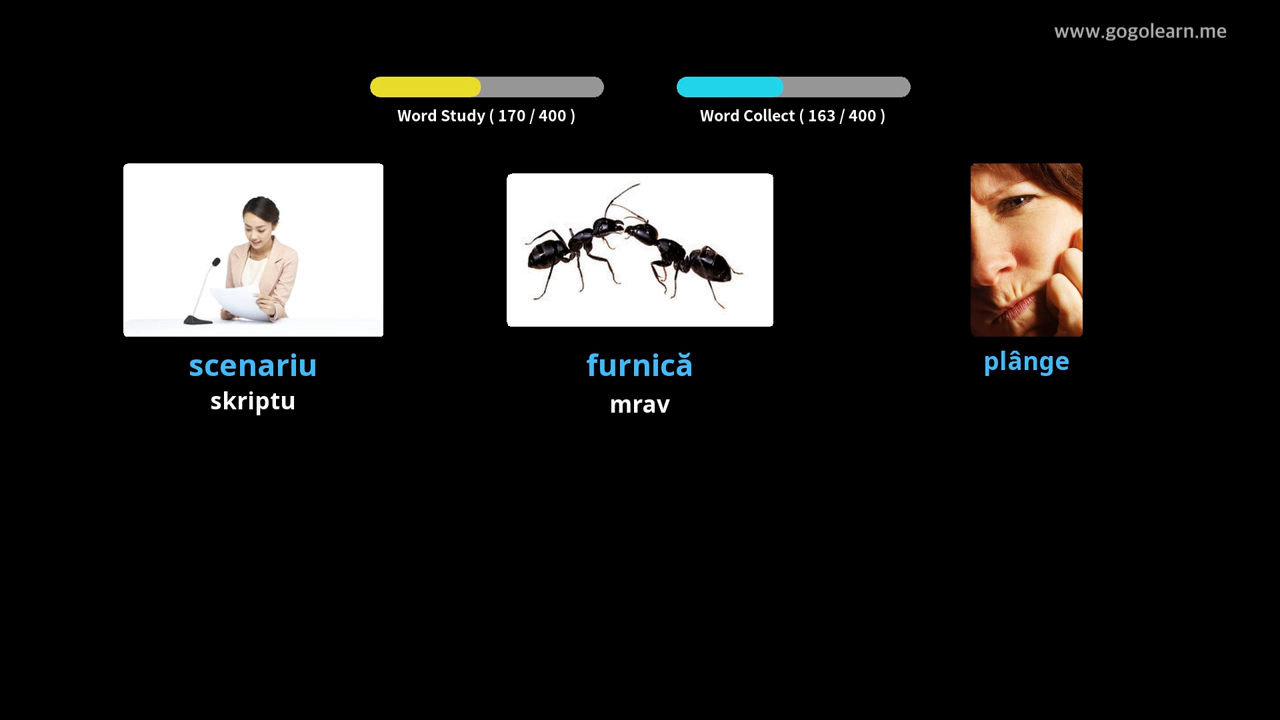 www.gogolearn.me
Word Study ( 170 / 400 )
Word Collect ( 163 / 400 )
scenariu
skriptu
furnică
mrav
plânge